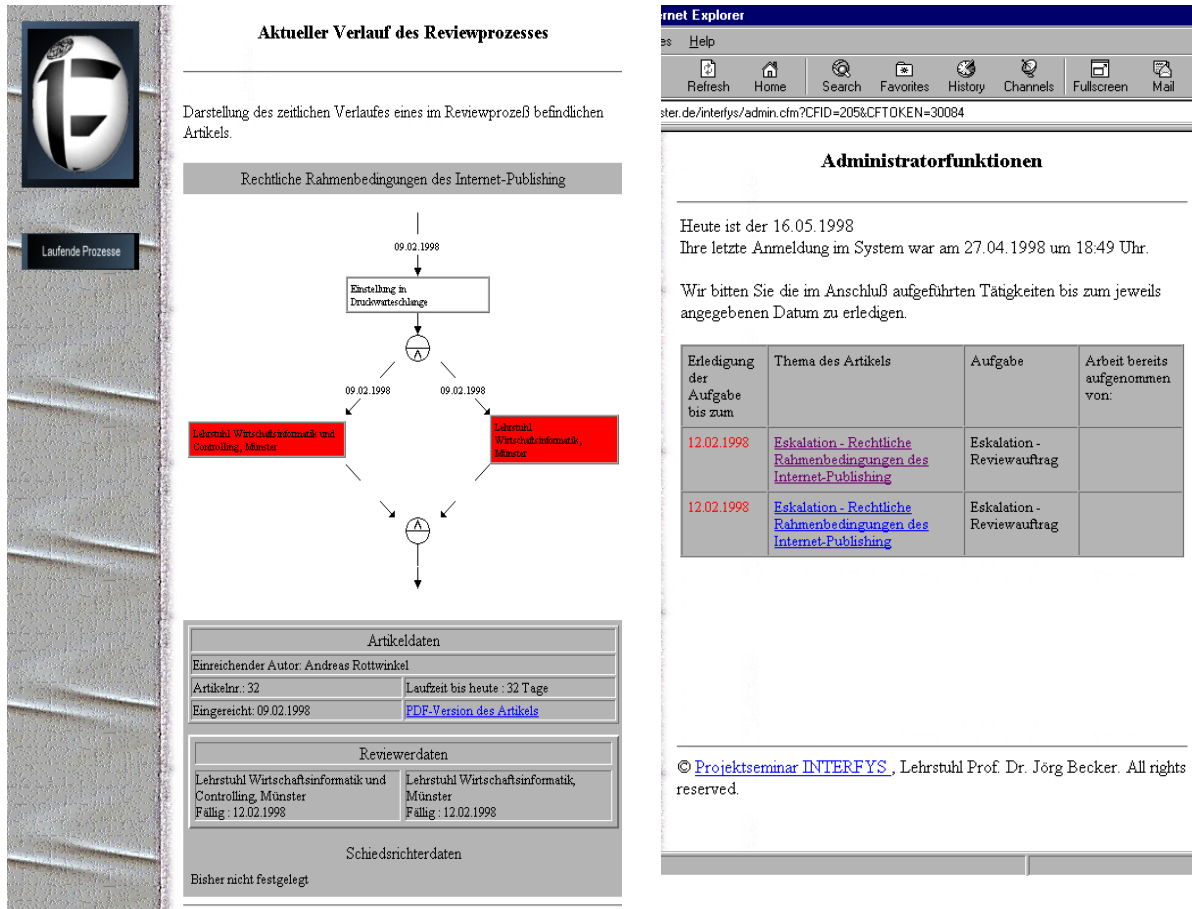 Aktueller Verlauf des Reviewprozesses
Darstellung des zeitlichen Verlaufes eines im Reviewprozeß befindlichen
Artikels.
Rechtliche Rahmenbedingungen des Internet-Publishing
09.02.1998
Einstellung in
Druckwarteschlange
Λ
09.02.1998
09.02.1998
Lehrstuhl Wirtschaftsinformatik und
Controlling, Münster
Lehrstuhl
Wirtschaftsinformatik,
Münster
Λ
Laufende Prozesse
Artikeldaten
Einreichender Autor: Andreas Rottwinkel
Artikelnr.: 32
Laufzeit bis heute : 32 Tage
Eingereicht: 09.02.1998
PDF-Version des Artikels
Reviewerdaten
Lehrstuhl Wirtschaftsinformatik und
Controlling, Münster
Fällig : 12.02.1998
Lehrstuhl Wirtschaftsinformatik,
Münster
Fällig : 12.02.1998
Schiedsrichterdaten
Bisher nicht festgelegt
rnet Explorer
es Help
Refresh Home Search Favorites History Channels Fullscreen Mail
ster.de/interfys/admin.cfm?CFID=205&CFTOKEN=30084
Administratorfunktionen
Heute ist der 16.05.1998
Ihre letzte Anmeldung im System war am 27.04.1998 um 18:49 Uhr.
Wir bitten Sie die im Anschluß aufgeführten Tätigkeiten bis zum jeweils
angegebenen Datum zu erledigen.
Erledigung
der
Aufgabe
bis zum
Thema des Artikels
Aufgabe
Arbeit bereits
aufgenommen
von:
12.02.1998
Eskalation - Rechtliche
Rahmenbedingungen des
Internet-Publishing
Eskalation -
Reviewauftrag
12.02.1998
Eskalation - Rechtliche
Rahmenbedingungen des
Internet-Publishing
Eskalation -
Reviewauftrag
© Projektseminar INTERFYS , Lehrstuhl Prof. Dr. Jörg Becker. All rights
reserved.